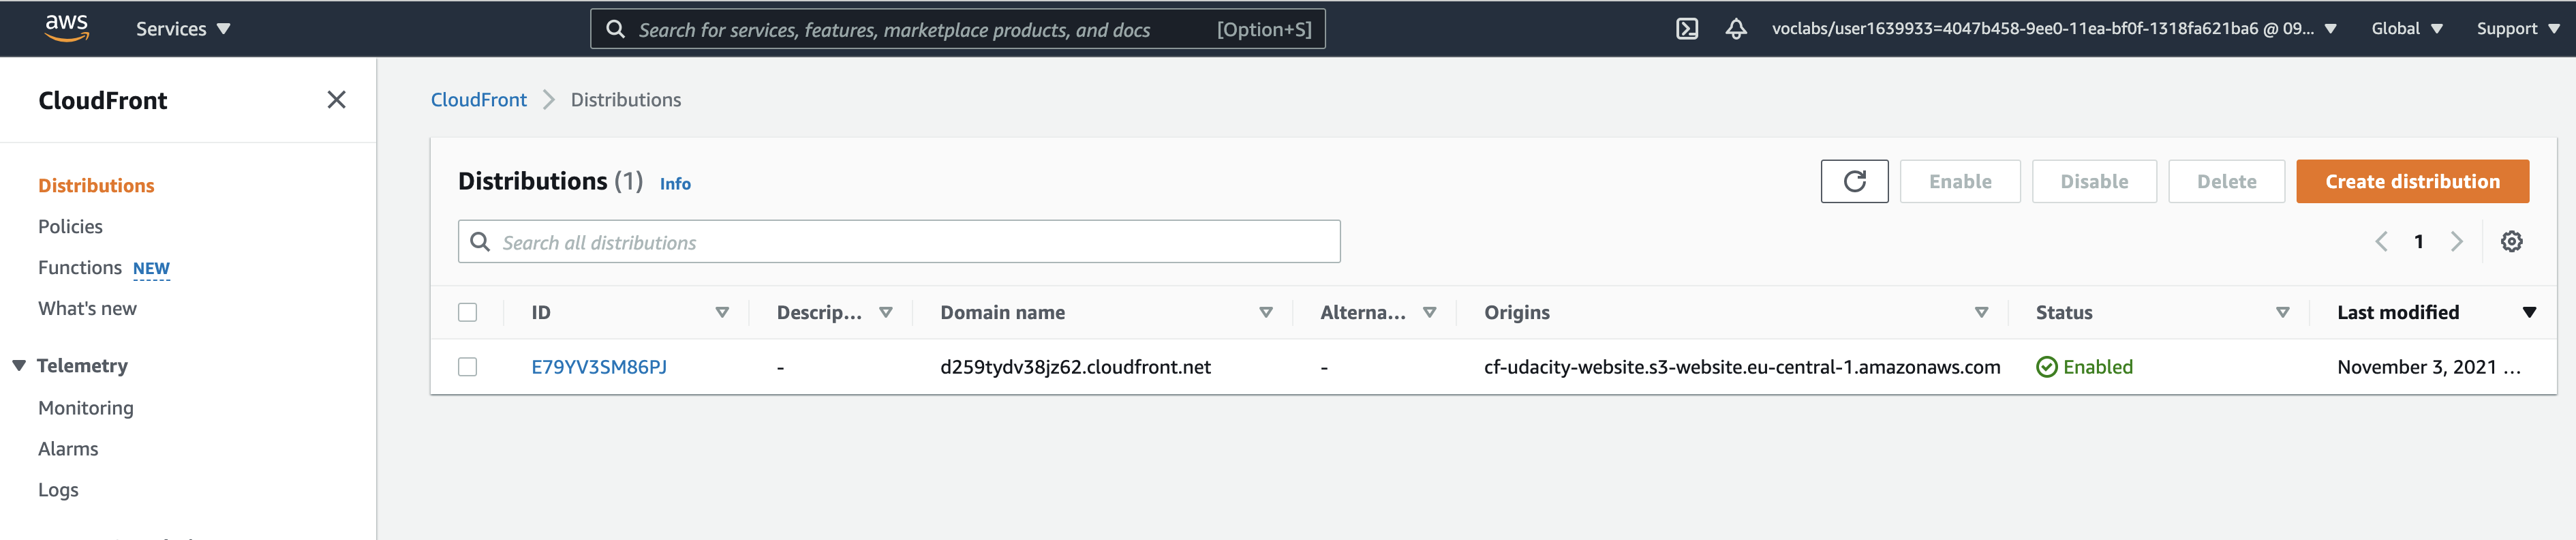 aws Services Search for services, features, marketplace products, and docs [Option+S] voclabs/user1639933=4047b458-9ee0-11ea-bf0f-1318fa621ba6 @ 09... Global Support
CloudFront
Distributions
Policies
Functions NEW
What's new
Telemetry
Monitoring
Alarms
Logs
CloudFront Distributions
Distributions (1) Info Enable Disable Delete Create distribution
Search all distributions 1
ID Descrip... Domain name Alterna... Origins Status Last modified
E79YV3SM86PJ - d259tydv38jz62.cloudfront.net - cf-udacity-website.s3-website.eu-central-1.amazonaws.com Enabled November 3, 2021 ...